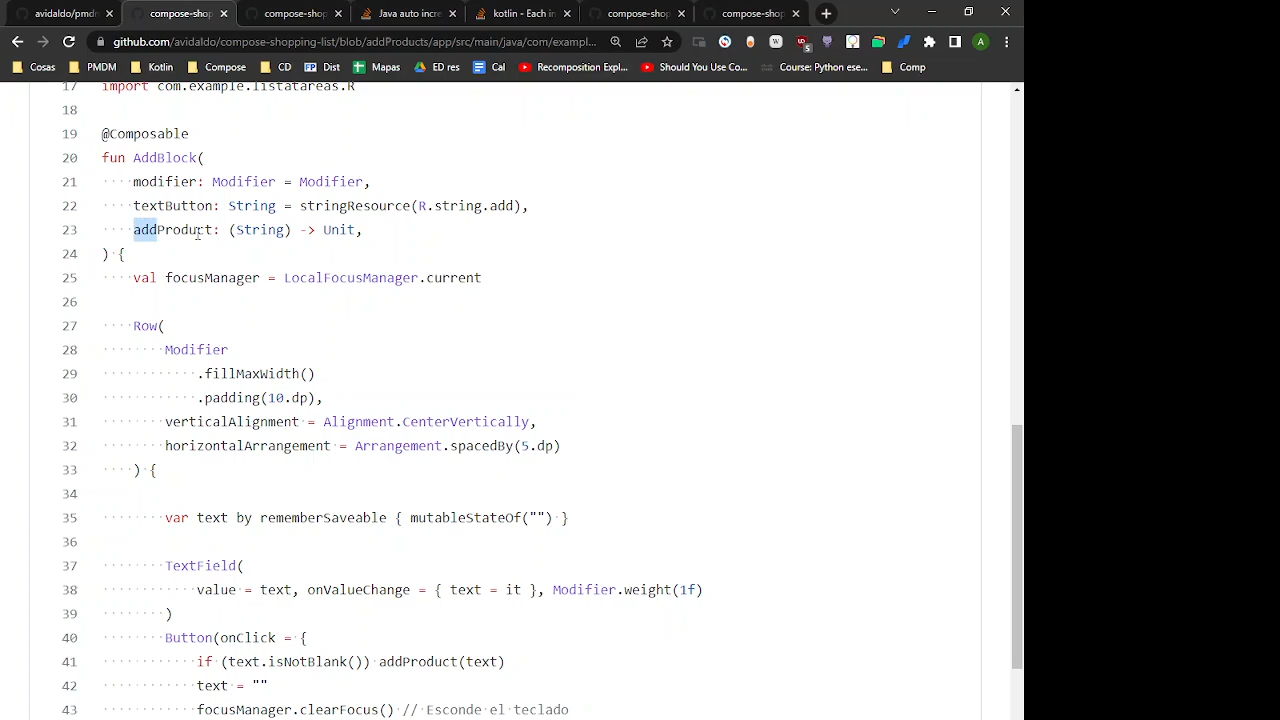 avidaldo/pmdm
compose-shop
compose-shop
Java auto incre
kotlin - Each in
compose-shop
compose-shop
github.com/avidaldo/compose-shopping-list/blob/addProducts/app/src/main/java/com/exampl...
5
A
Cosas
PMDM
Kotlin
Compose
CD
Dist
Mapas
ED res
Cal
Recomposition Expl...
Should You Use Co...
Course: Python ese...
Comp
17 import com.example.listatareas.R
18
19 @Composable
20 fun AddBlock(
21 ····modifier: Modifier = Modifier,
22 ····textButton: String = stringResource(R.string.add),
23 ····addProduct: (String) -> Unit,
24 )·{
25 ····val focusManager = LocalFocusManager.current
26
27 ····Row(
28 ········Modifier
29 ············.fillMaxWidth()
30 ············.padding(10.dp),
31 ········verticalAlignment = Alignment.CenterVertically,
32 ········horizontalArrangement = Arrangement.spacedBy(5.dp)
33 ····)·{
34
35 ········var text by rememberSaveable { mutableStateOf("")·}
36
37 ········TextField(
38 ············value = text, onValueChange = { text = it }, Modifier.weight(1f)
39 ········)
40 ········Button(onClick = {
41 ············if (text.isNotBlank()) addProduct(text)
42 ············text = ""
43 ············focusManager.clearFocus() // Esconde el teclado